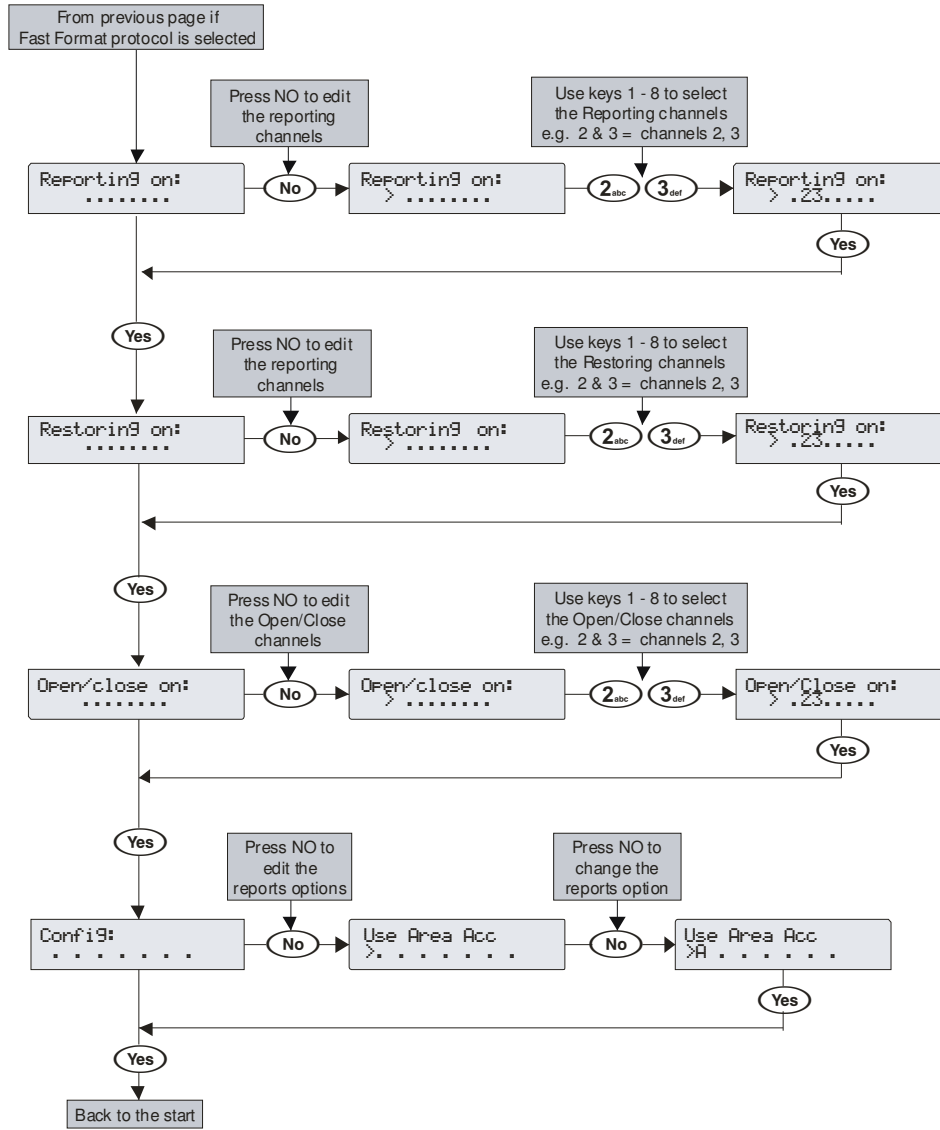 From previous page if
Fast Format protocol is selected
Press NO to edit
the reporting
channels
Use keys 1 - 8 to select
the Reporting channels
e.g. 2 & 3 = channels 2, 3
Reporting on:
. . . . . . . .
No
Reporting on:
> . . . . . . . .
2abc
3def
Reporting on:
> .23.....
Yes
Yes
Press NO to edit
the reporting
channels
Use keys 1 - 8 to select
the Restoring channels
e.g. 2 & 3 = channels 2, 3
Restoring on:
. . . . . . . .
No
Restoring on:
> . . . . . . . .
2abc
3def
Restoring on:
> .23.....
Yes
Yes
Press NO to edit
the Open/Close
channels
Use keys 1 - 8 to select
the Open/Close channels
e.g. 2 & 3 = channels 2, 3
Open/close on:
. . . . . . . .
No
Open/close on:
> . . . . . . . .
2abc
3def
Open/Close on:
> .23.....
Yes
Yes
Press NO to
edit the
reports options
Press NO to
change the
reports option
Config:
. . . . . . .
No
Use Area Acc
>. . . . . . .
No
Use Area Acc
>A . . . . . .
Yes
Yes
Back to the start